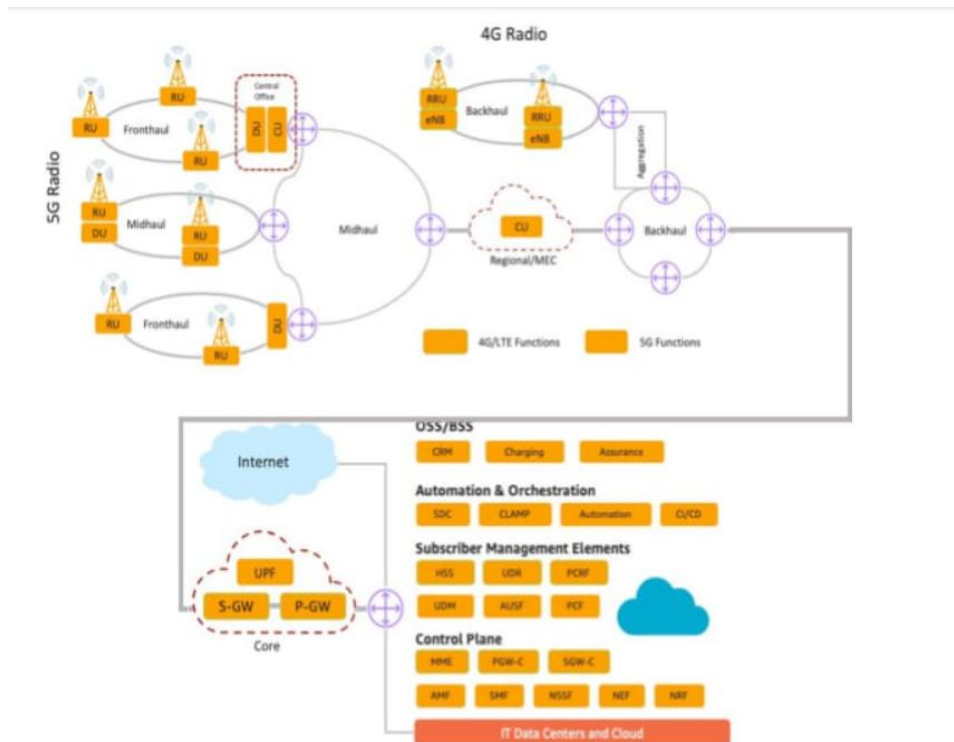 4G Radio
5G Radio
RU
RU
Fronthaul
RU
Central
Office
DU
CU
RRU
eNB
Backhaul
RRU
eNB
Aggregation
RU
DU
Midhaul
RU
DU
Midhaul
CU
Regional/MEC
Backhaul
RU
Fronthaul
RU
DU
4G/LTE Functions
5G Functions
OSS/BSS
CRM
Charging
Assurance
Internet
Automation & Orchestration
SDC
CLAMP
Automation
CI/CD
Subscriber Management Elements
HSS
UDR
PCRF
UDM
AUSF
PCF
UPF
S-GW
P-GW
Core
Control Plane
MME
PGW-C
SGW-C
AMF
SMF
NSSF
NEF
NRF
IT Data Centers and Cloud